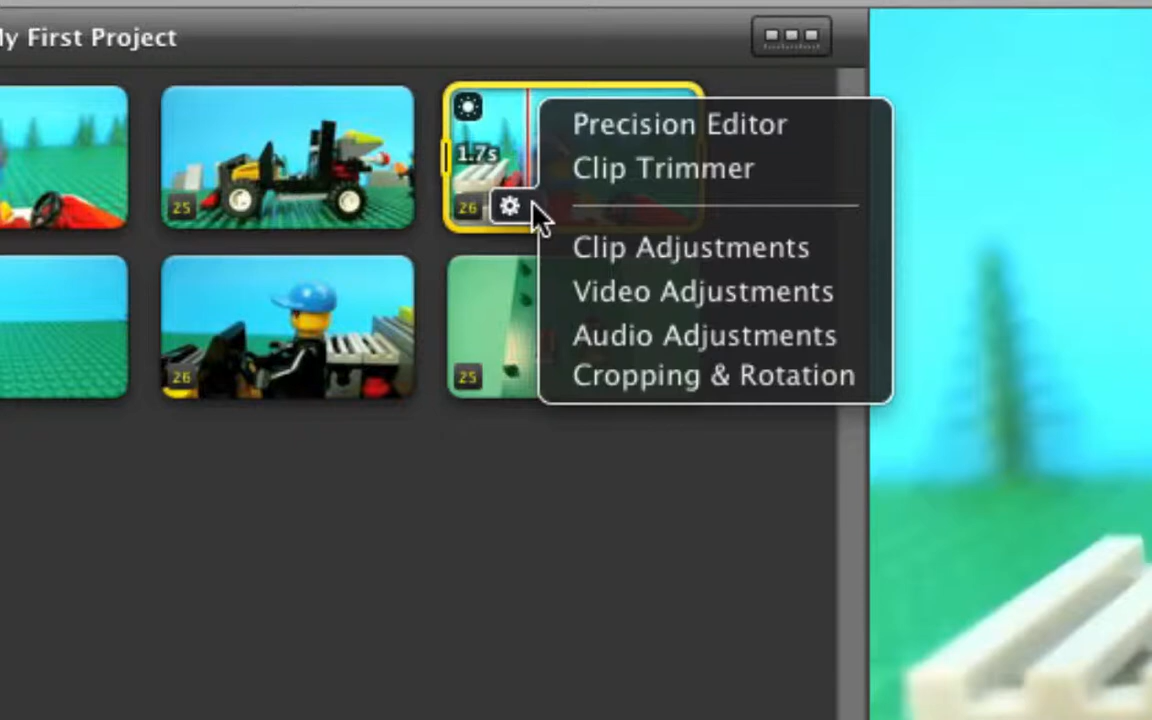 My First Project
25
1.7s
26
Precision Editor
Clip Trimmer
Clip Adjustments
Video Adjustments
Audio Adjustments
Cropping & Rotation
26
25